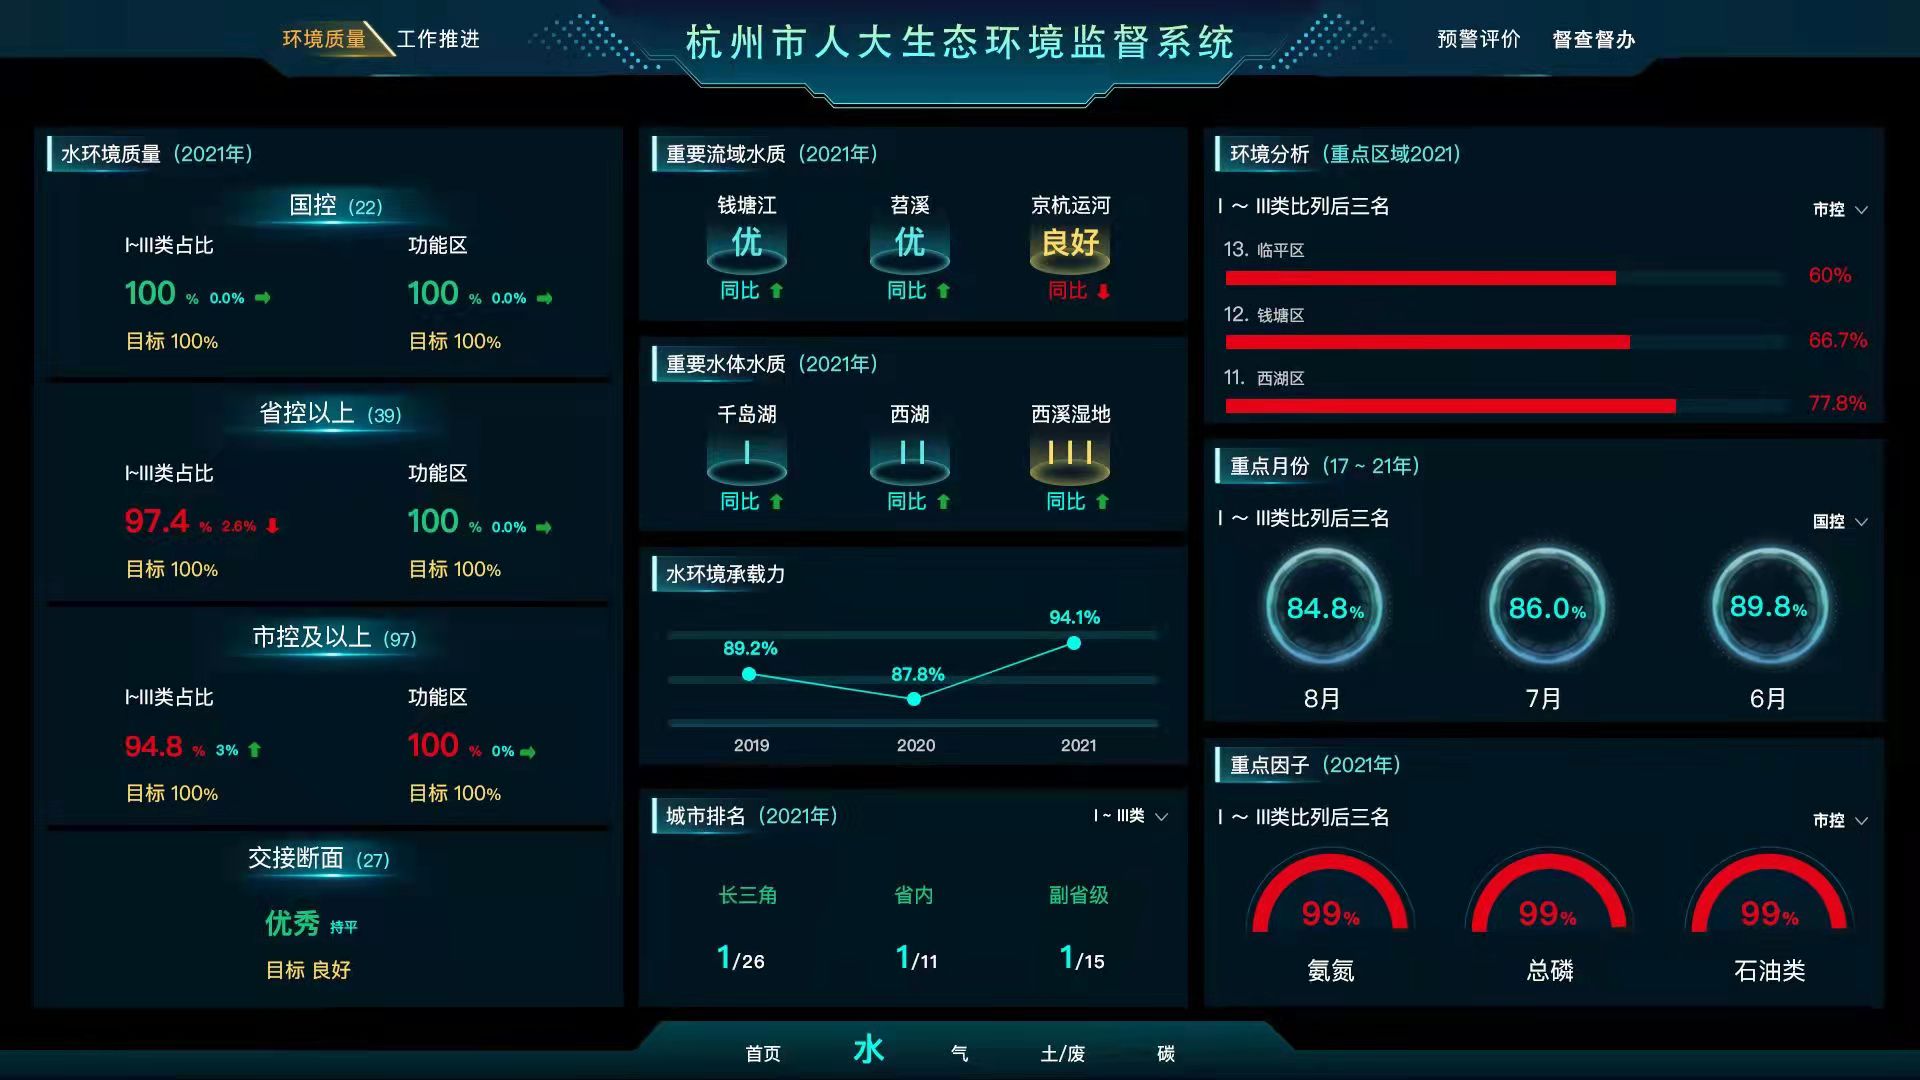 环境质量 工作推进
杭州市人大生态环境监督系统
预警评价 督查督办
水环境质量（2021年）
国控（22）
I~III类占比 功能区
100 % 0.0% 100 % 0.0%
目标 100% 目标 100%
省控以上（39）
I~III类占比 功能区
97.4 % 2.6% 100 % 0.0%
目标 100% 目标 100%
市控及以上（97）
I~III类占比 功能区
94.8 % 3% 100 % 0%
目标 100% 目标 100%
交接断面（27）
优秀 持平
目标 良好
重要流域水质（2021年）
钱塘江 苕溪 京杭运河
优 优 良好
同比 同比 同比
重要水体水质（2021年）
千岛湖 西湖 西溪湿地
I II III
同比 同比 同比
水环境承载力
94.1%
89.2%
87.8%
2019 2020 2021
城市排名（2021年） I ~ III类
长三角 省内 副省级
1/26 1/11 1/15
环境分析（重点区域2021）
I ～ III类比列后三名 市控
13. 临平区
60%
12. 钱塘区
66.7%
11. 西湖区
77.8%
重点月份（17 ~ 21年）
I ～ III类比列后三名 国控
84.8% 86.0% 89.8%
8月 7月 6月
重点因子（2021年）
I ～ III类比列后三名 市控
99% 99% 99%
氨氮 总磷 石油类
首页 水 气 土/废 碳